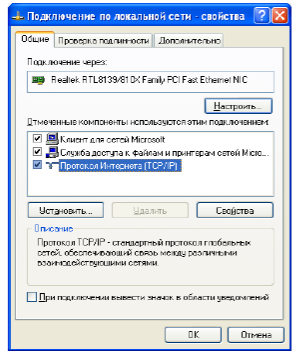 Подключение по локальной сети - свойства
Общие
Проверка подлинности
Дополнительно
Подключение через:
Realtek RTL8139/810X Family PCI Fast Ethernet NIC
Настроить...
Отмеченные компоненты используются этим подключением:
Клиент для сетей Microsoft
Служба доступа к файлам и принтерам сетей Micro...
Протокол Интернета (TCP/IP)
Установить...
Удалить
Свойства
Описание
Протокол TCP/IP - стандартный протокол глобальных
сетей, обеспечивающий связь между различными
взаимодействующими сетями.
При подключении вывести значок в области уведомлений
OK
Отмена